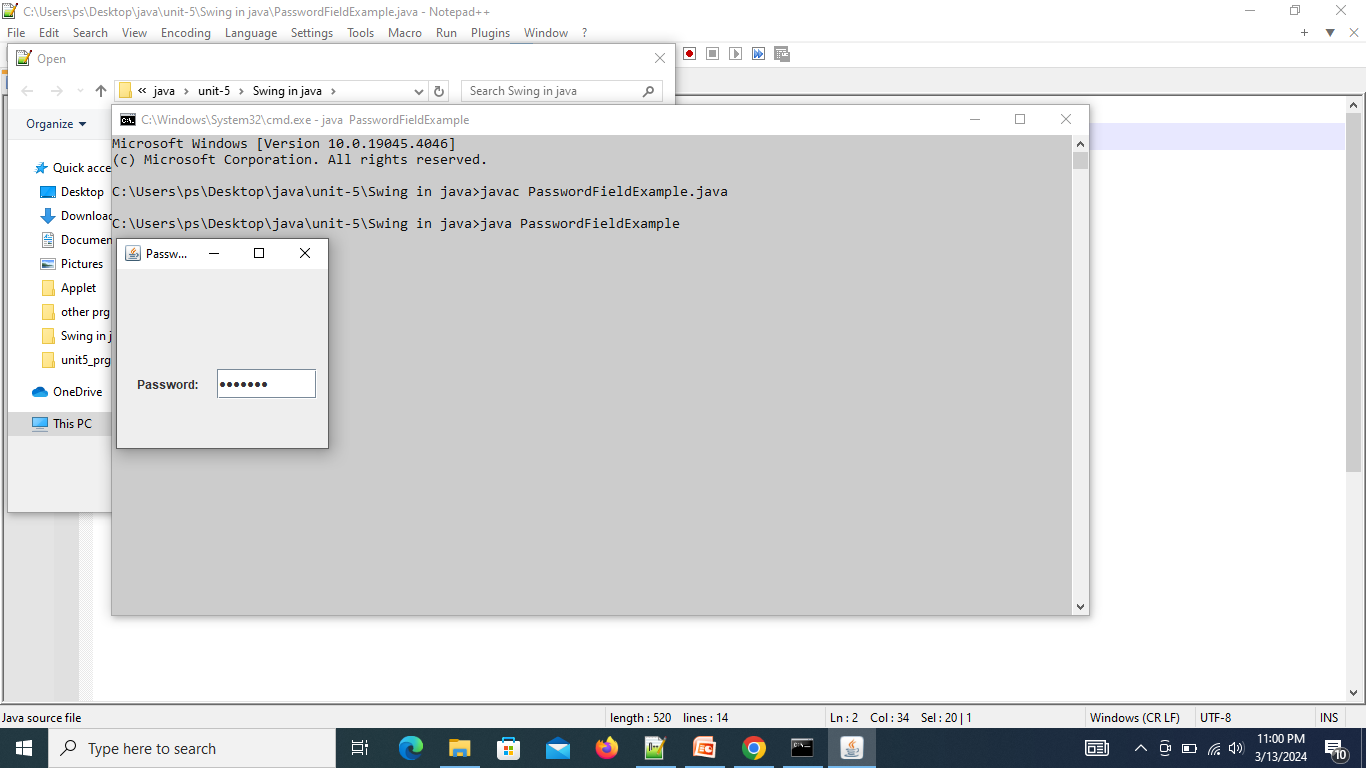 C:\Users\ps\Desktop\java\unit-5\Swing in java\PasswordFieldExample.java - Notepad++
File Edit Search View Encoding Language Settings Tools Macro Run Plugins Window ?
Open
« java › unit-5 › Swing in java ›
Search Swing in java
Organize
C:\Windows\System32\cmd.exe - java PasswordFieldExample
Microsoft Windows [Version 10.0.19045.4046]
(c) Microsoft Corporation. All rights reserved.
C:\Users\ps\Desktop\java\unit-5\Swing in java>javac PasswordFieldExample.java
C:\Users\ps\Desktop\java\unit-5\Swing in java>java PasswordFieldExample
Quick acce
Desktop
Downloac
Documen
Pictures
Applet
other prg
Swing in j
unit5_prg
OneDrive
This PC
Passw...
Password: •••••••
Java source file
length : 520 lines : 14
Ln : 2 Col : 34 Sel : 20 | 1
Windows (CR LF)
UTF-8
INS
Type here to search
11:00 PM
3/13/2024
10